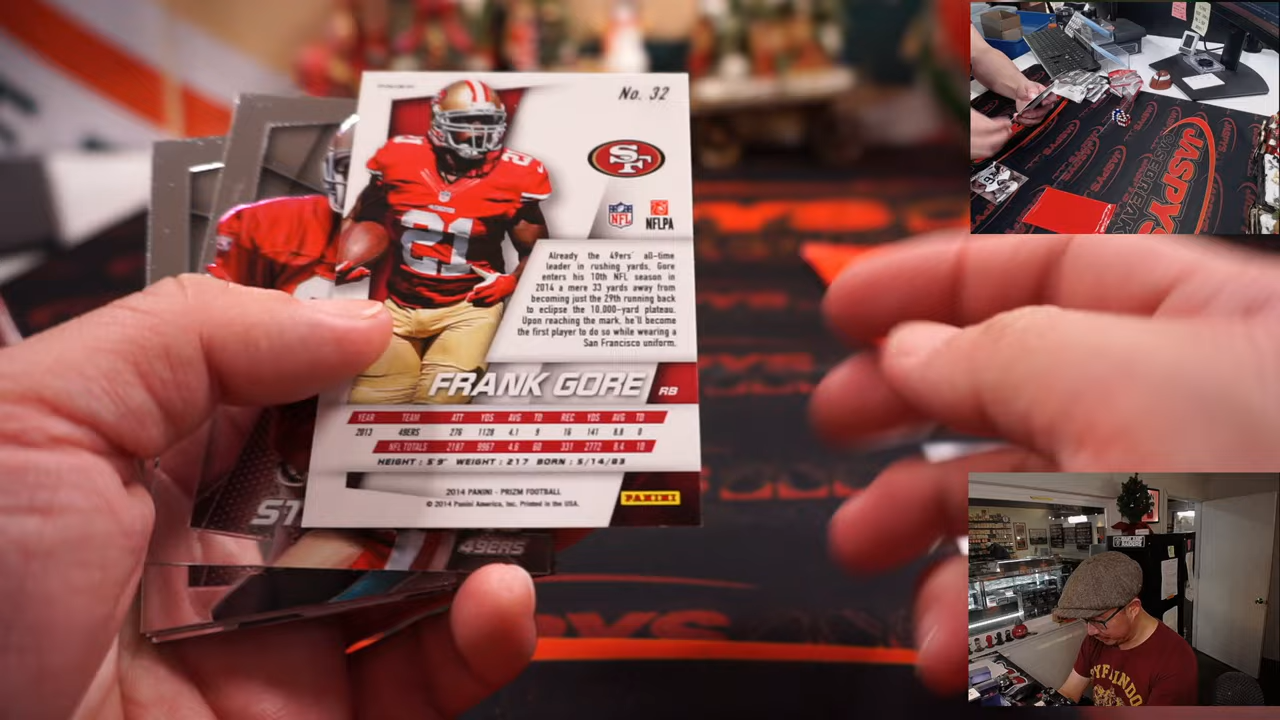 No. 32
SF
NFL
NFLPA
21
21
Already the 49ers' all-time
leader in rushing yards, Gore
enters his 10th NFL season in
2014 a mere 33 yards away from
becoming just the 29th running back
to eclipse the 10,000-yard plateau.
Upon reaching the mark, he'll become
the first player to do so while wearing a
San Francisco uniform.
FRANK GORE RB
YEAR TEAM ATT YDS AVG TD REC YDS AVG TD
2013 49ERS 276 1128 4.1 9 16 141 8.8 0
NFL TOTALS 2187 9967 4.6 60 331 2772 8.4 10
HEIGHT : 5'9" WEIGHT : 217 BORN : 5/14/83
2014 PANINI - PRIZM FOOTBALL
© 2014 Panini America, Inc. Printed in the USA.
PANINI
ST
49ERS
JASPYS
CASEBREAKS